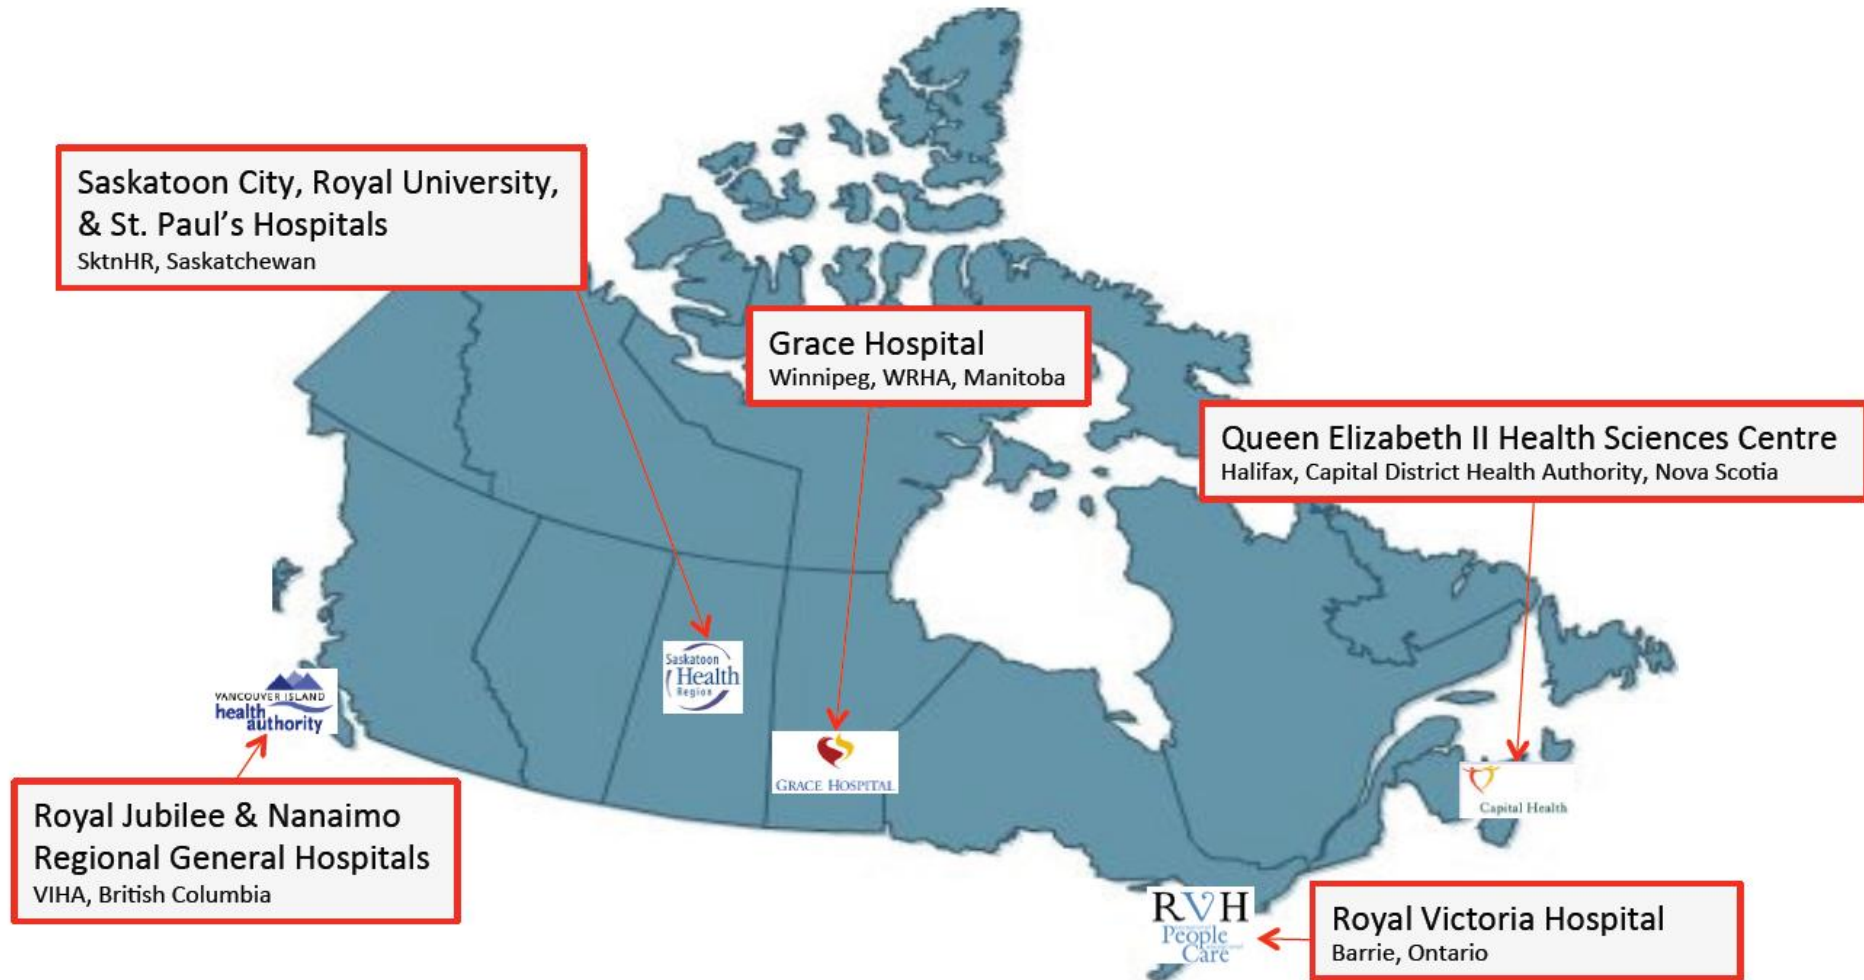 Saskatoon City, Royal University,
& St. Paul’s Hospitals
SktnHR, Saskatchewan
Grace Hospital
Winnipeg, WRHA, Manitoba
Queen Elizabeth II Health Sciences Centre
Halifax, Capital District Health Authority, Nova Scotia
Saskatoon
Health
Region
VANCOUVER ISLAND
health
authority
GRACE HOSPITAL
Capital Health
Royal Jubilee & Nanaimo
Regional General Hospitals
VIHA, British Columbia
RVH
People
Care
Royal Victoria Hospital
Barrie, Ontario